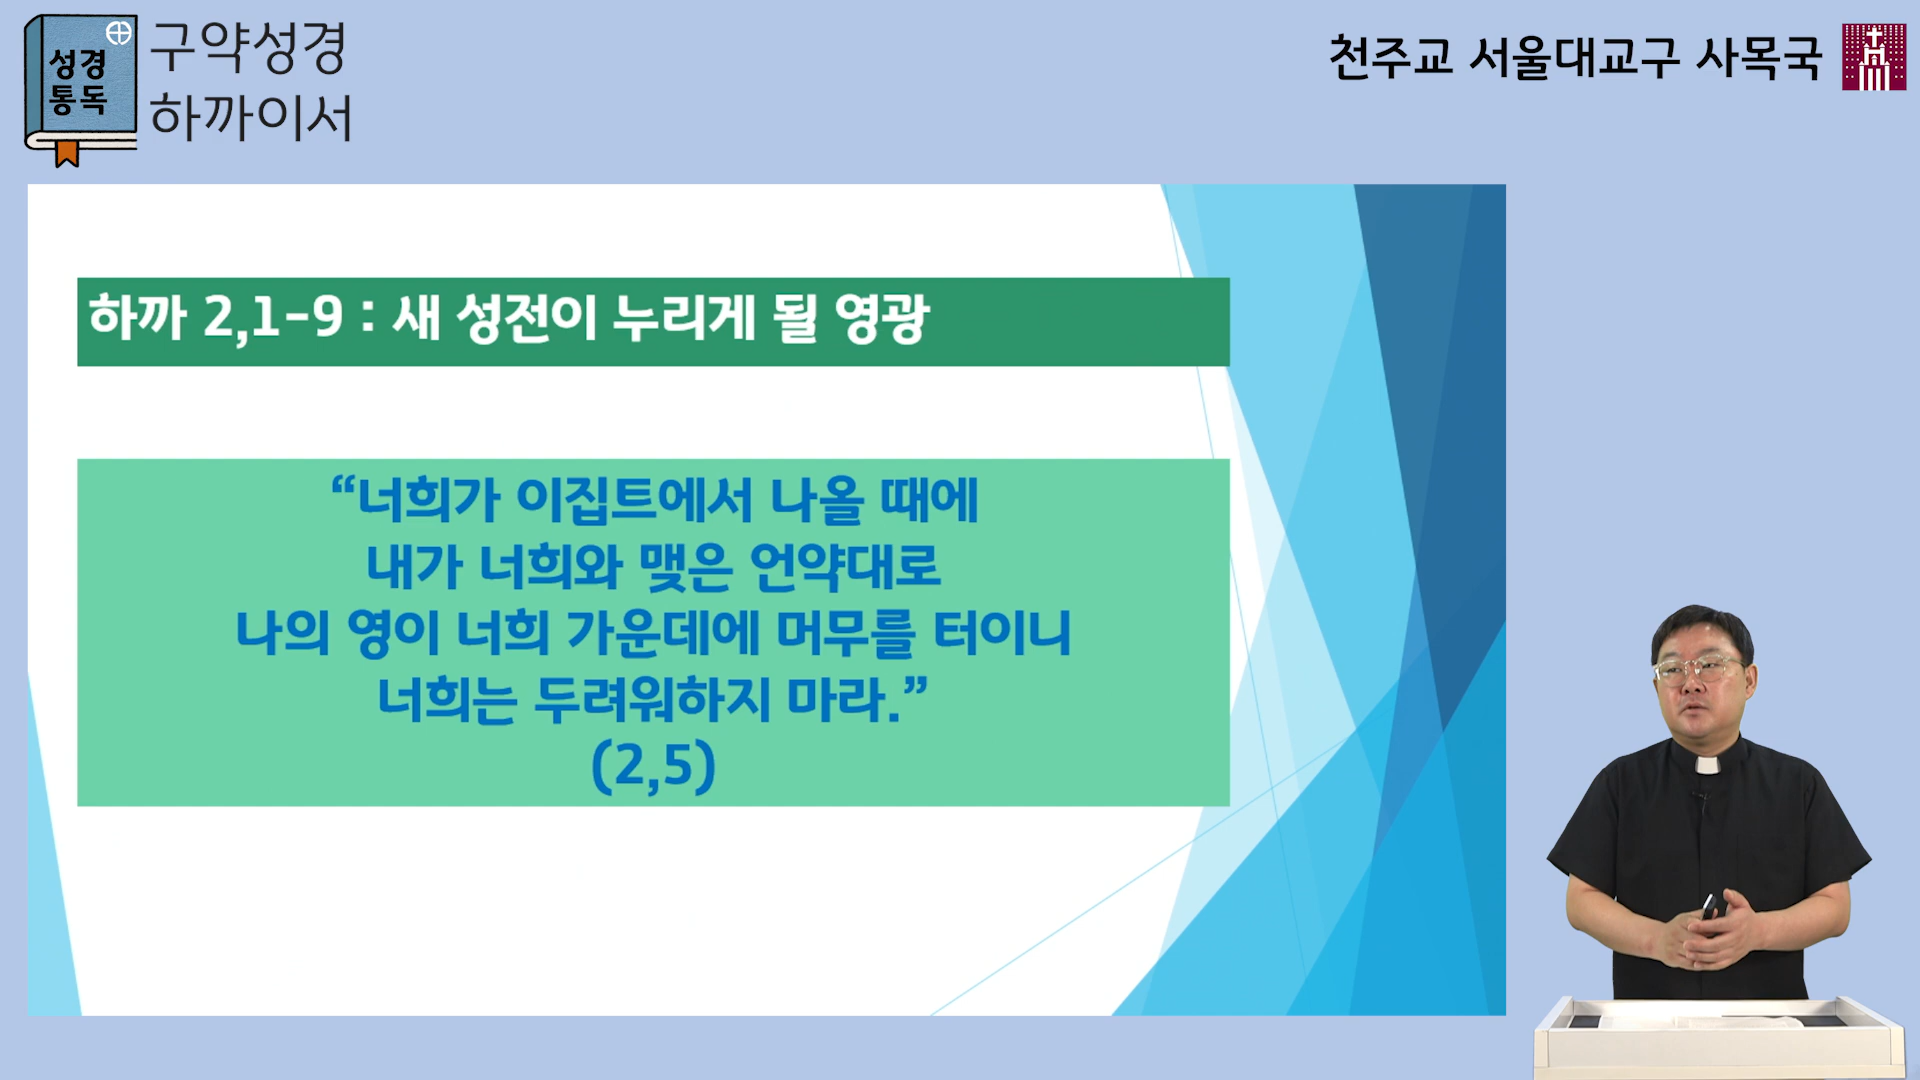 성경
통독
구약성경
하까이서
천주교 서울대교구 사목국
하까 2,1-9 : 새 성전이 누리게 될 영광
“너희가 이집트에서 나올 때에
내가 너희와 맺은 언약대로
나의 영이 너희 가운데에 머무를 터이니
너희는 두려워하지 마라.”
(2,5)